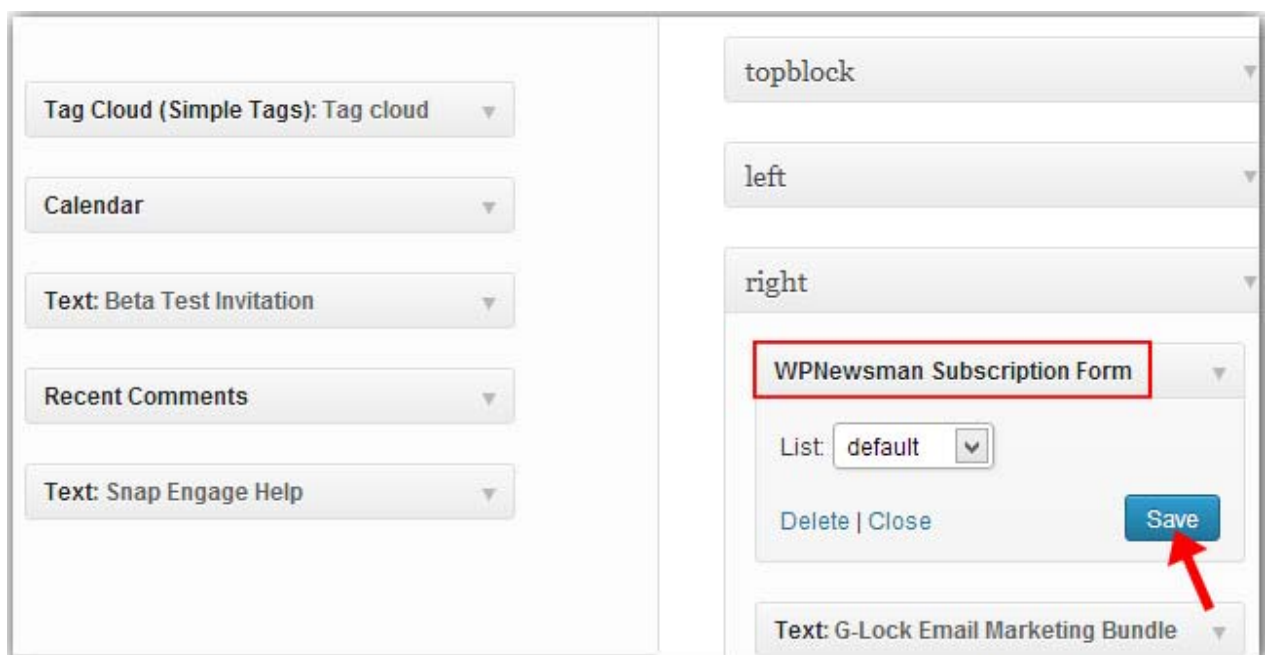 Tag Cloud (Simple Tags): Tag cloud
Calendar
Text: Beta Test Invitation
Recent Comments
Text: Snap Engage Help
topblock
left
right
WPNewsman Subscription Form
List: default
Delete | Close
Save
Text: G-Lock Email Marketing Bundle